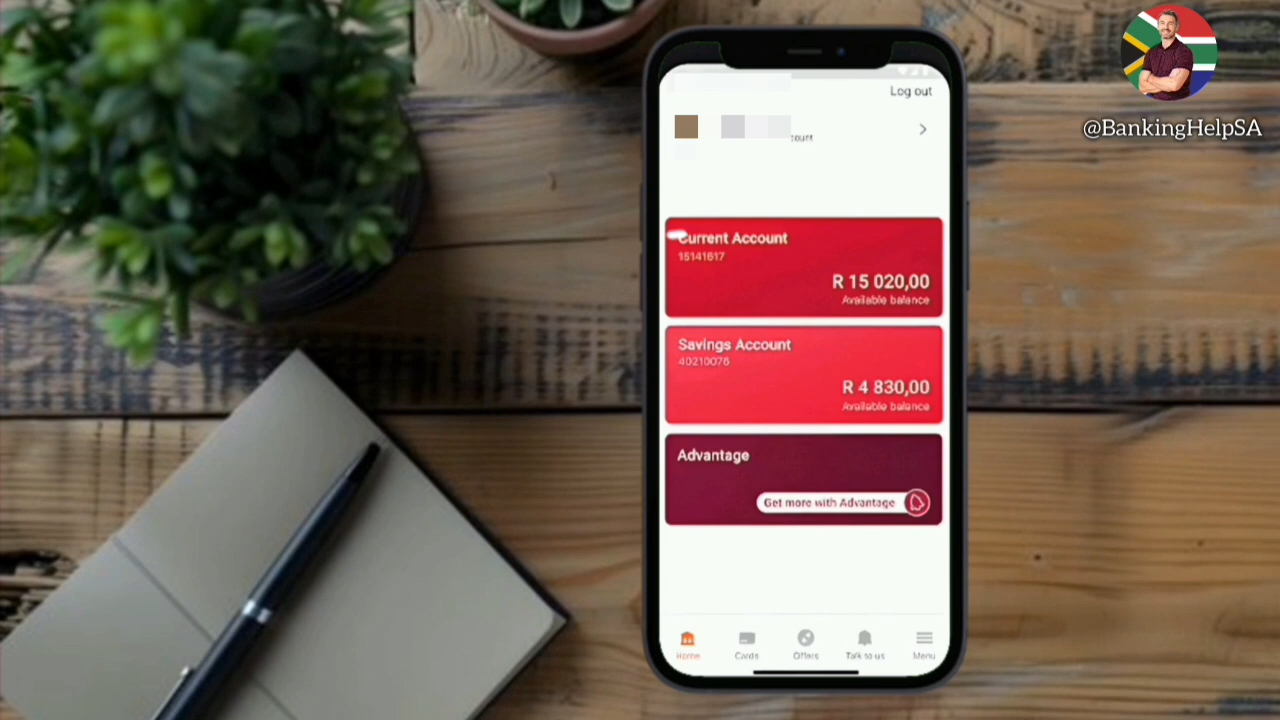 Log out
@BankingHelpSA
Current Account
15141617
R 15 020,00
Available balance
Savings Account
40210076
R 4 830,00
Available balance
Advantage
Get more with Advantage
Home
Cards
Offers
Talk to us
Menu